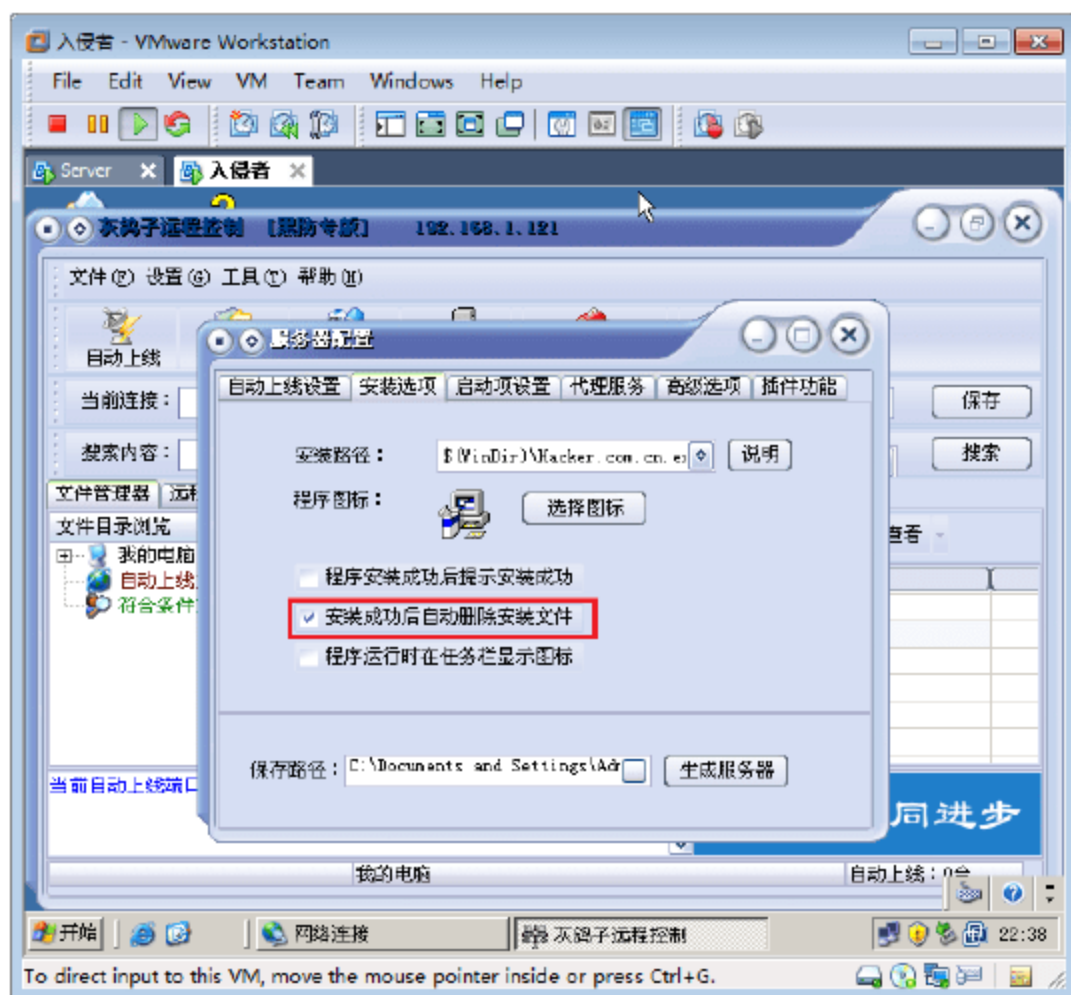 入侵者 - VMware Workstation
File Edit View VM Team Windows Help
Server 入侵者
灰鸽子远程控制 [黑防专版] 192.168.1.121
文件(F) 设置(G) 工具(T) 帮助(H)
自动上线
服务器配置
自动上线设置 安装选项 启动项设置 代理服务 高级选项 插件功能
当前连接: 保存
安装路径: $(WinDir)\Hacker.com.cn.e 说明
搜索内容: 搜索
程序图标: 选择图标
文件管理器 远程
文件目录浏览 查看
我的电脑
自动上线
符合条件
程序安装成功后提示安装成功
安装成功后自动删除安装文件
程序运行时在任务栏显示图标
保存路径: C:\Documents and Settings\Ad 生成服务器
当前自动上线端口
同进步
我的电脑 自动上线:0台
开始 网络连接 灰鸽子远程控制 22:38
To direct input to this VM, move the mouse pointer inside or press Ctrl+G.